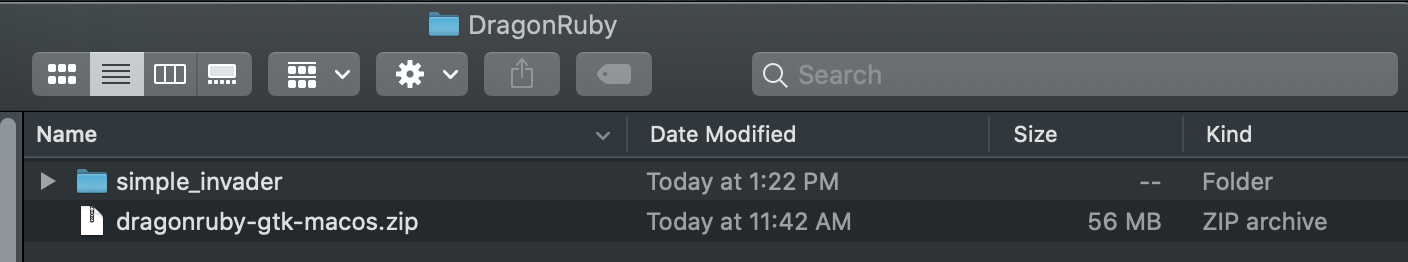 DragonRuby
Search
Name Date Modified Size Kind
simple_invader Today at 1:22 PM -- Folder
dragonruby-gtk-macos.zip Today at 11:42 AM 56 MB ZIP archive